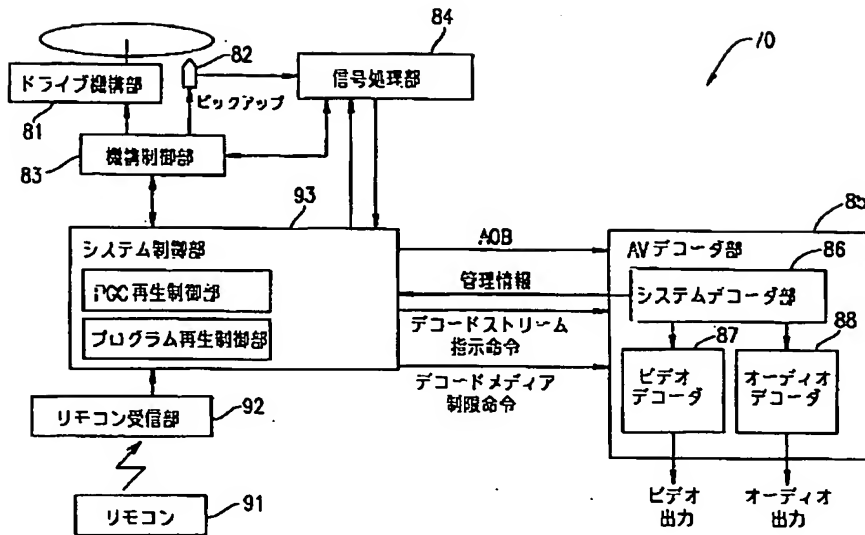 84
82
10
信号処理部
ドライブ機構部
ピックアップ
81
機構制御部
83
93
85
システム制御部
AOB
AVデコーダ部
86
管理情報
システムデコーダ部
PGC再生制御部
デコードストリーム
指示命令
プログラム再生制御部
87
88
ビデオ
デコーダ
オーディオ
デコーダ
デコードメディア
制限命令
リモコン受信部
92
リモコン
91
ビデオ
出力
オーディオ
出力